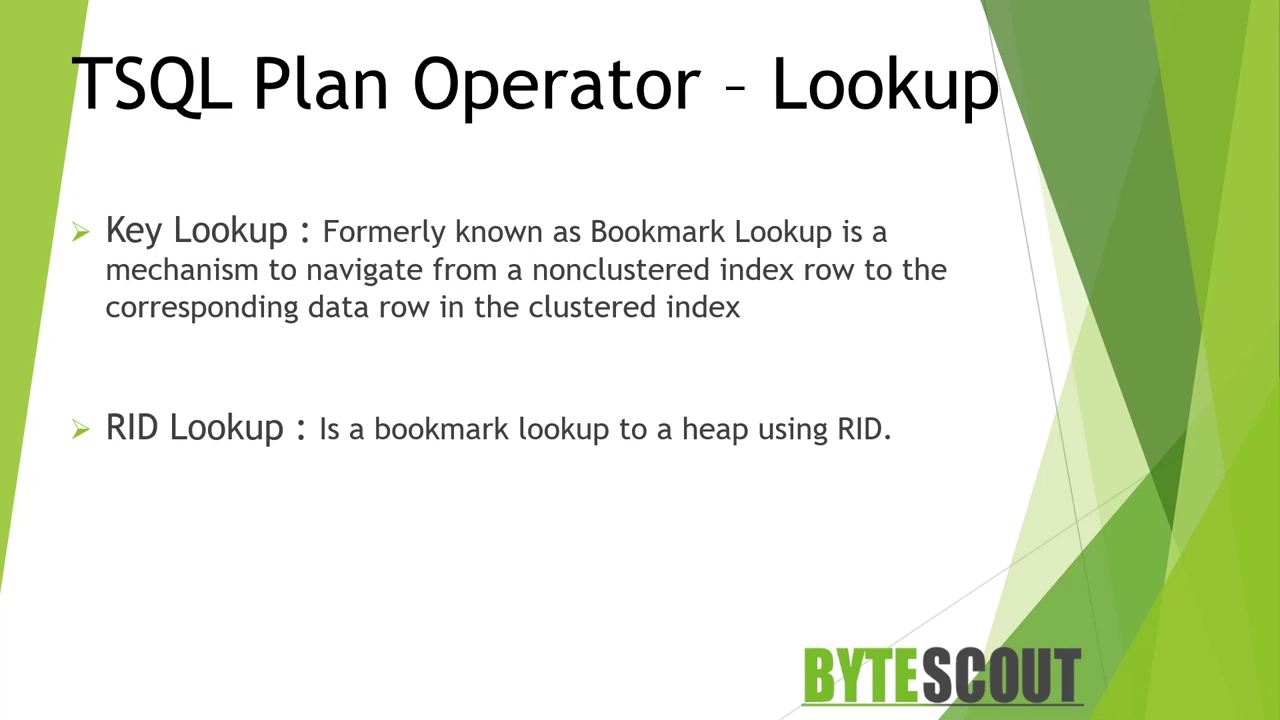 TSQL Plan Operator – Lookup
Key Lookup : Formerly known as Bookmark Lookup is a
mechanism to navigate from a nonclustered index row to the
corresponding data row in the clustered index
RID Lookup : Is a bookmark lookup to a heap using RID.
BYTESCOUT